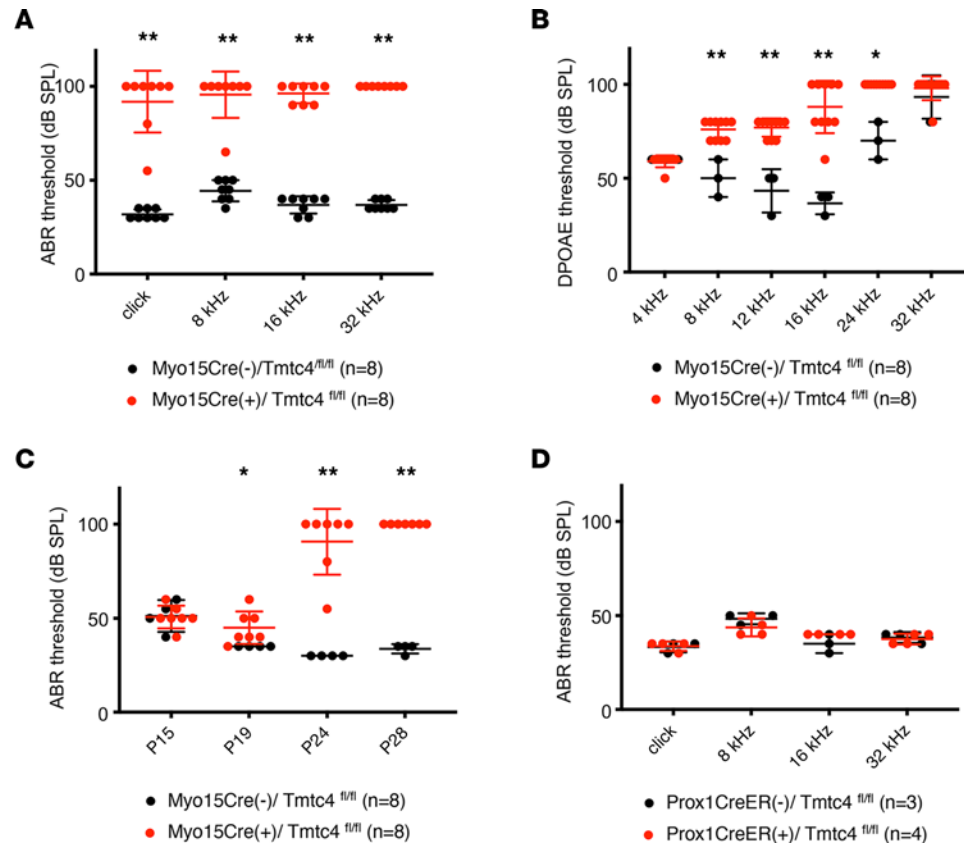 A
** ** ** **
ABR threshold (dB SPL)
100
50
0
click
8 kHz
16 kHz
32 kHz
Myo15Cre(-)/Tmtc4/fl/fl (n=8)
Myo15Cre(+)/ Tmtc4 fl/fl (n=8)
B
** ** ** *
DPOAE threshold (dB SPL)
100
50
0
4 kHz
8 kHz
12 kHz
16 kHz
24 kHz
32 kHz
Myo15Cre(-)/ Tmtc4 fl/fl (n=8)
Myo15Cre(+)/ Tmtc4 fl/fl (n=8)
C
* ** **
ABR threshold (dB SPL)
100
50
0
P15
P19
P24
P28
Myo15Cre(-)/ Tmtc4 fl/fl (n=8)
Myo15Cre(+)/ Tmtc4 fl/fl (n=8)
D
ABR threshold (dB SPL)
100
50
0
click
8 kHz
16 kHz
32 kHz
Prox1CreER(-)/ Tmtc4 fl/fl (n=3)
Prox1CreER(+)/ Tmtc4 fl/fl (n=4)